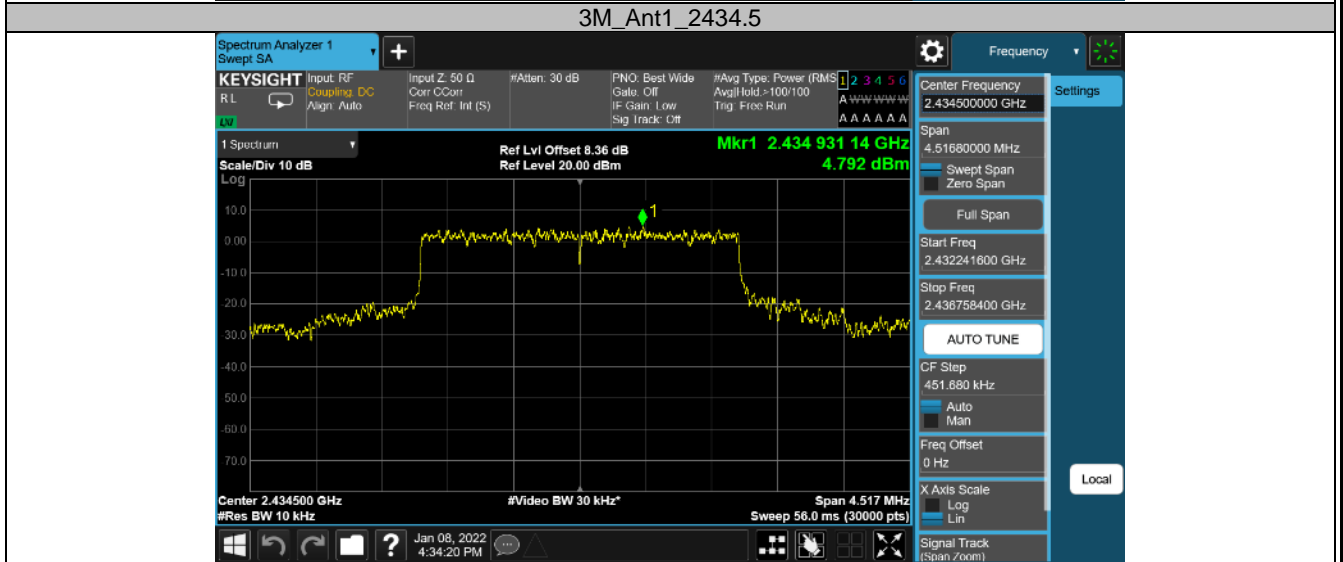 3M_Ant1_2434.5
Spectrum Analyzer 1
Swept SA
Frequency
KEYSIGHT
R L
LXI
Input: RF
Coupling: DC
Align: Auto
Input Z: 50 Ω
Corr CCorr
Freq Ref: Int (S)
#Atten: 30 dB
PNO: Best Wide
Gate: Off
IF Gain: Low
Sig Track: Off
#Avg Type: Power (RMS
Avg|Hold:>100/100
Trig: Free Run
1 2 3 4 5 6
A W W W W W
A A A A A A
1 Spectrum
Scale/Div 10 dB
Log
Ref Lvl Offset 8.36 dB
Ref Level 20.00 dBm
Mkr1 2.434 931 14 GHz
4.792 dBm
1
10.0
0.00
-10.0
-20.0
-30.0
-40.0
-50.0
-60.0
-70.0
Center 2.434500 GHz
#Res BW 10 kHz
#Video BW 30 kHz*
Span 4.517 MHz
Sweep 56.0 ms (30000 pts)
Center Frequency
2.434500000 GHz
Settings
Span
4.51680000 MHz
Swept Span
Zero Span
Full Span
Start Freq
2.432241600 GHz
Stop Freq
2.436758400 GHz
AUTO TUNE
CF Step
451.680 kHz
Auto
Man
Freq Offset
0 Hz
X Axis Scale
Log
Lin
Local
Signal Track
(Span Zoom)
?
Jan 08, 2022
4:34:20 PM